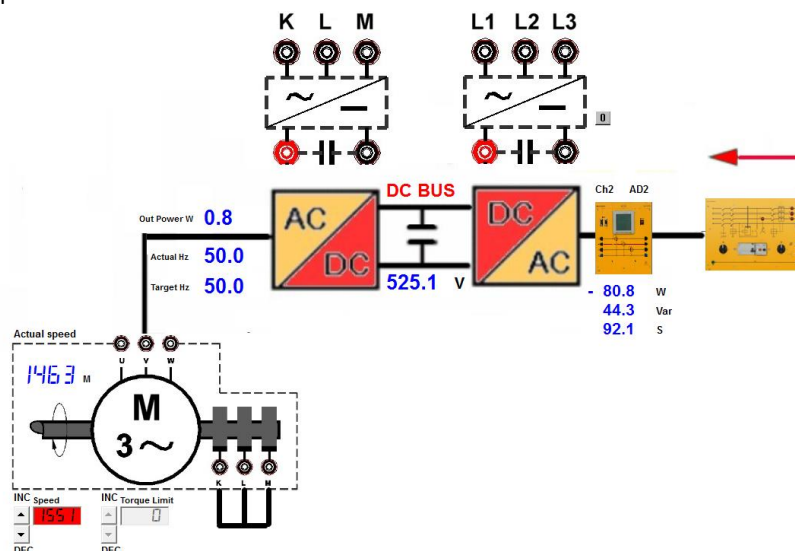 K L M
L1 L2 L3
0
DC BUS
Ch2 AD2
Out Power W 0.8
AC
DC
DC
AC
Actual Hz 50.0
Target Hz 50.0
525.1 V
- 80.8 W
44.3 Var
92.1 S
Actual speed
1463 M
U V W
M
3
K L M
INC Speed
1551
INC Torque Limit
0
DEC
DEC